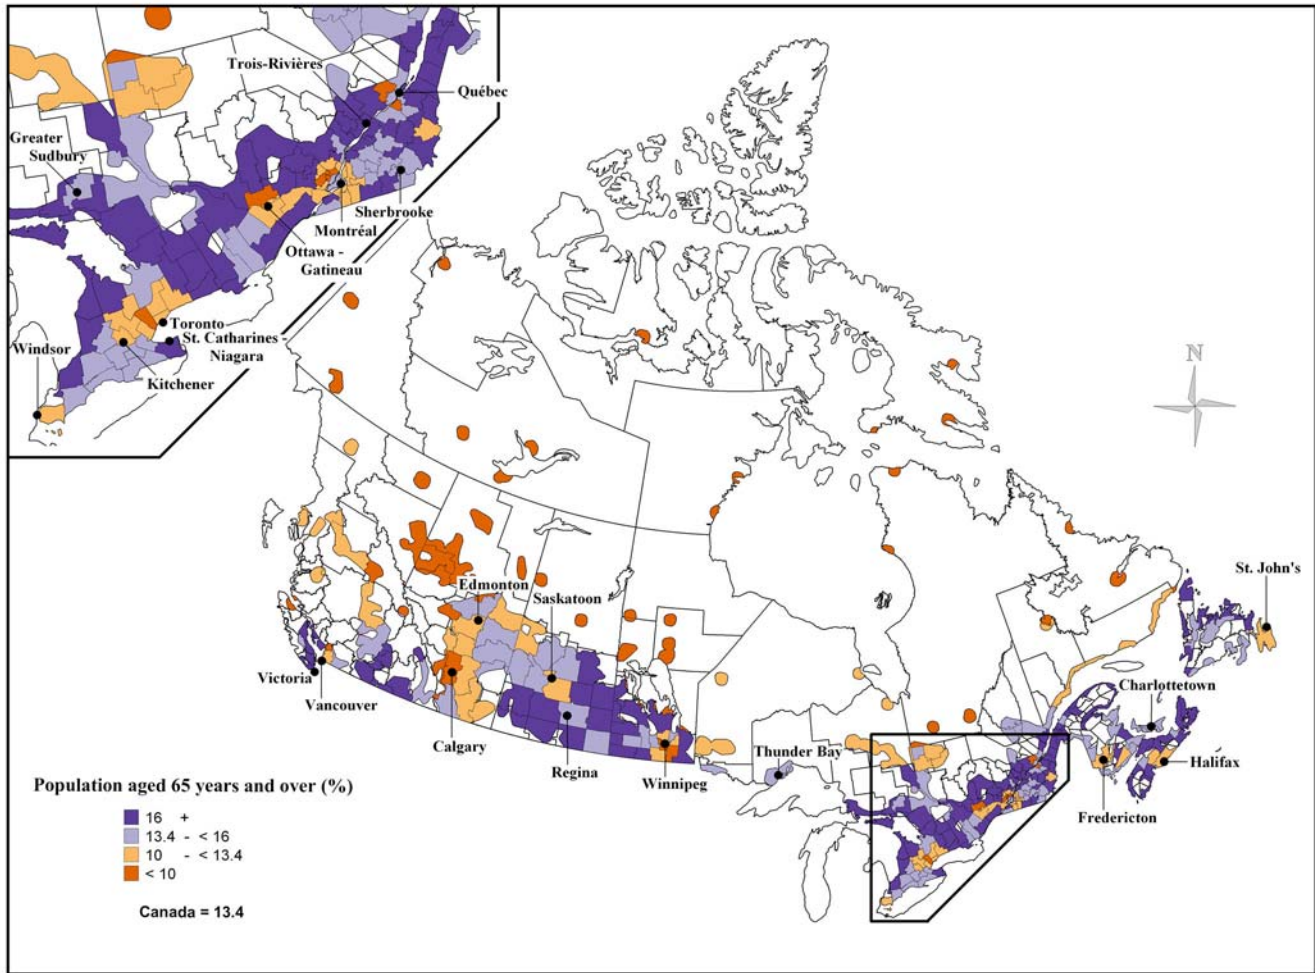 Trois-Rivières
Québec
Greater
Sudbury
Sherbrooke
Montréal
Ottawa -
Gatineau
Toronto
St. Catharines -
Niagara
Windsor
Kitchener
N
Edmonton
Saskatoon
St. John's
Victoria
Vancouver
Charlottetown
Calgary
Regina
Winnipeg
Thunder Bay
Halifax
Fredericton
Population aged 65 years and over (%)
16 +
13.4 - < 16
10 - < 13.4
< 10
Canada = 13.4